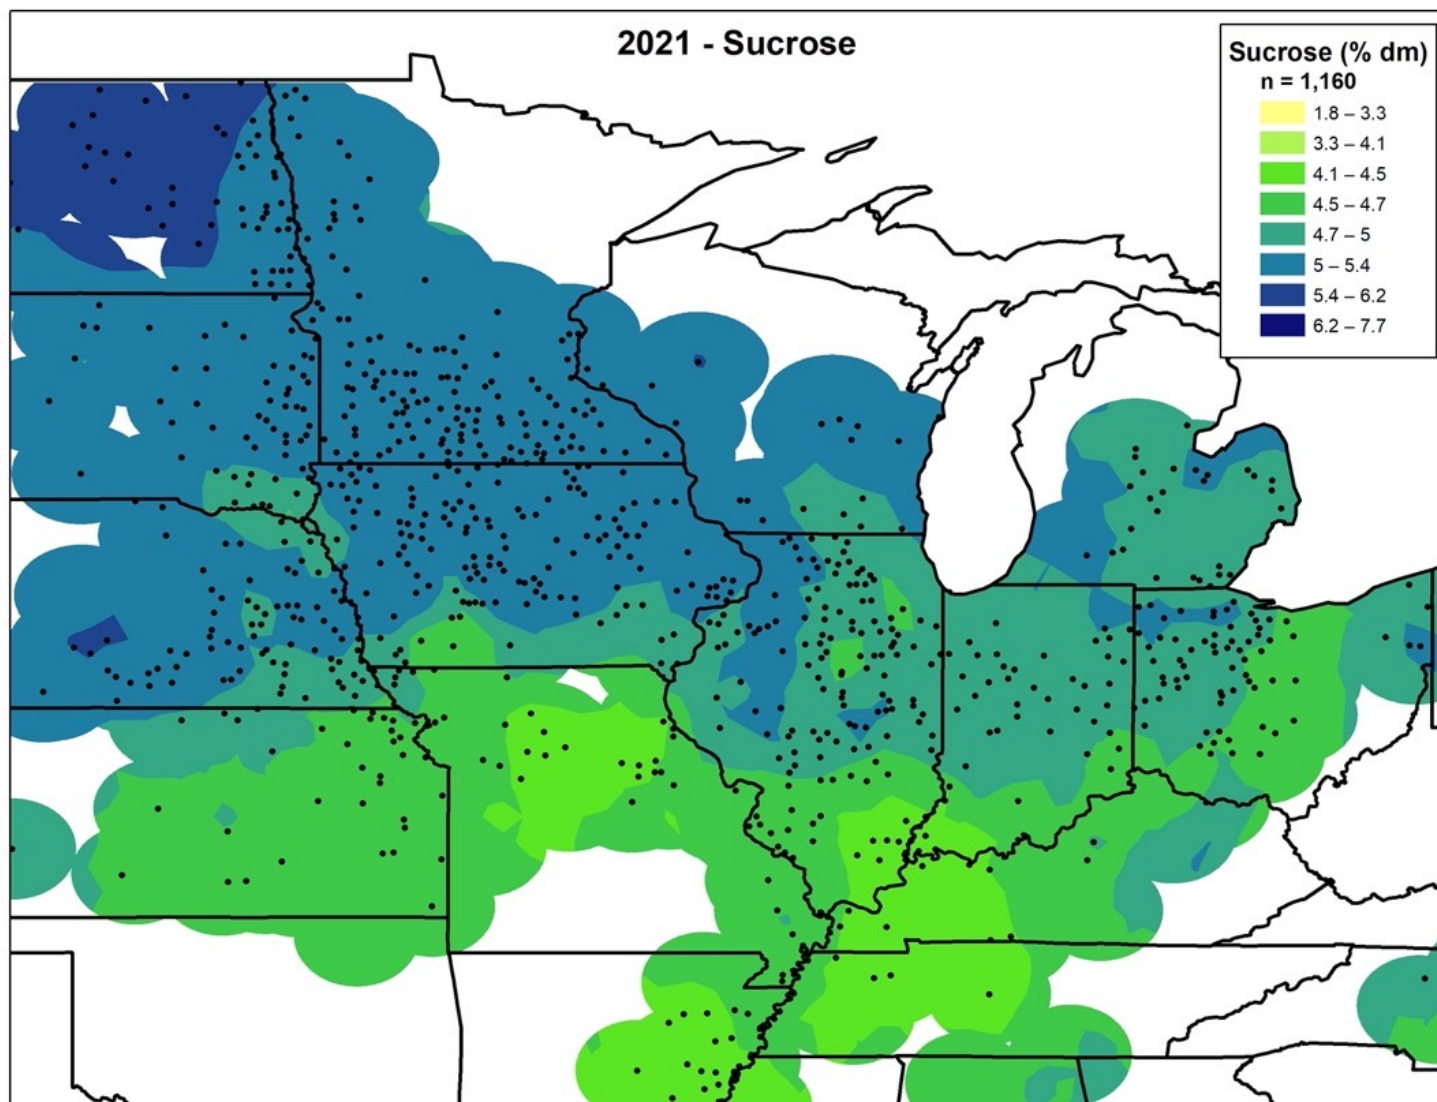 2021 - Sucrose
Sucrose (% dm)
n = 1,160
1.8 – 3.3
3.3 – 4.1
4.1 – 4.5
4.5 – 4.7
4.7 – 5
5 – 5.4
5.4 – 6.2
6.2 – 7.7